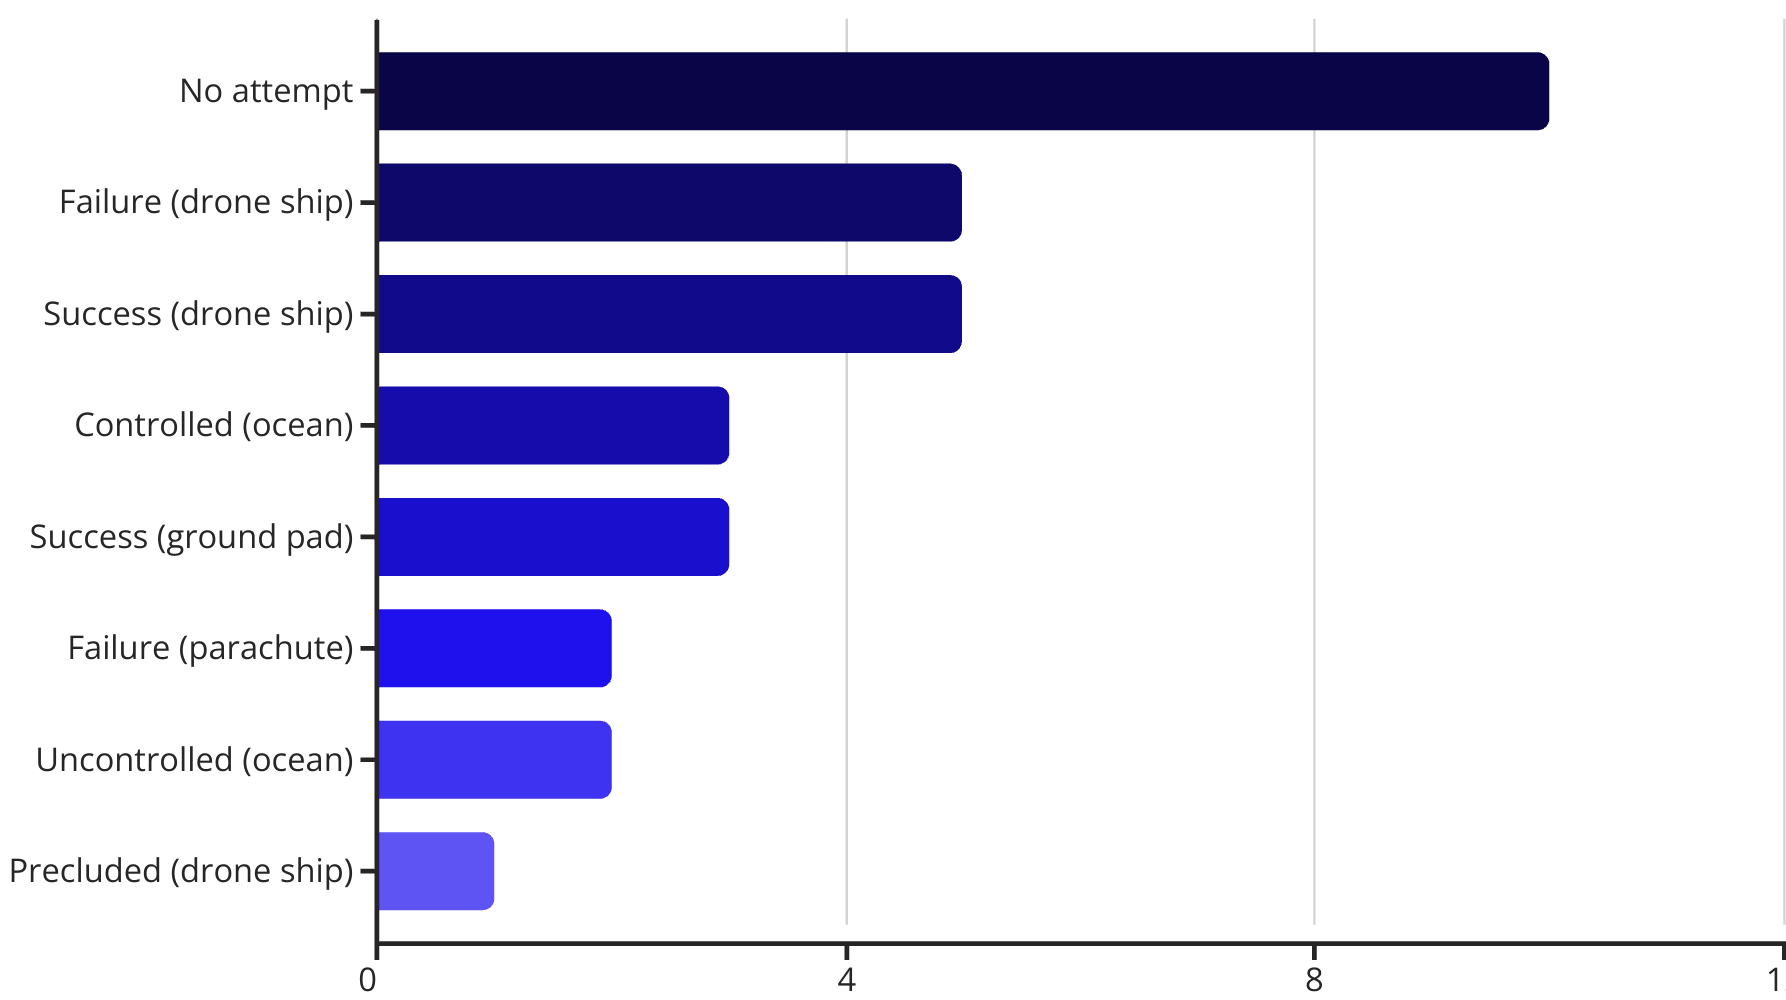 No attempt
Failure (drone ship)
Success (drone ship)
Controlled (ocean)
Success (ground pad)
Failure (parachute)
Uncontrolled (ocean)
Precluded (drone ship)
0 4 8 1